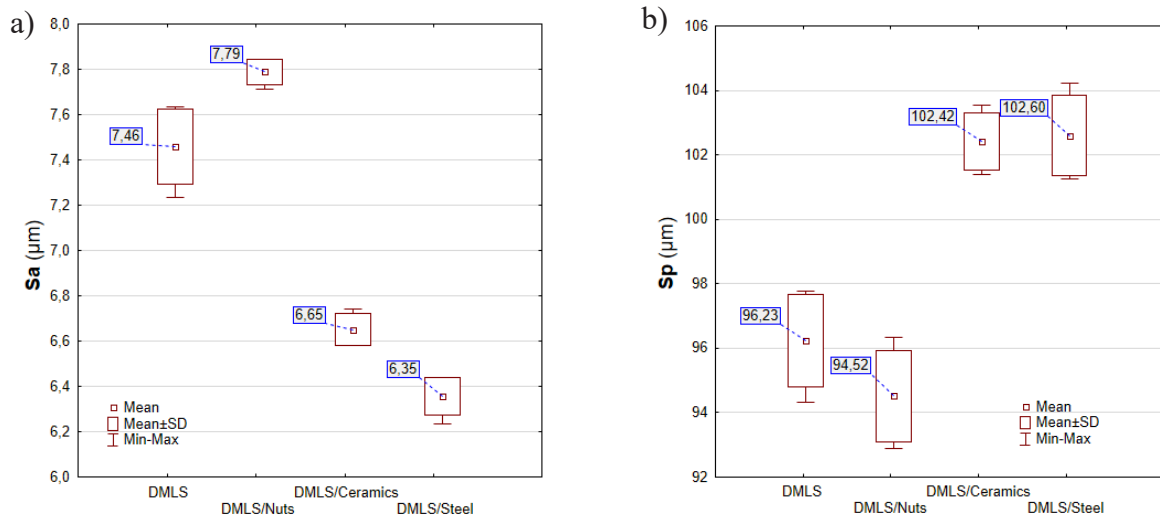 a)
8,0
7,8
7,6
7,4
7,2
7,0
6,8
6,6
6,4
6,2
6,0
Sa (µm)
7,46
7,79
6,65
6,35
Mean
Mean±SD
Min-Max
DMLS
DMLS/Nuts
DMLS/Ceramics
DMLS/Steel
b)
106
104
102
100
98
96
94
92
Sp (µm)
96,23
94,52
102,42
102,60
Mean
Mean±SD
Min-Max
DMLS
DMLS/Nuts
DMLS/Ceramics
DMLS/Steel